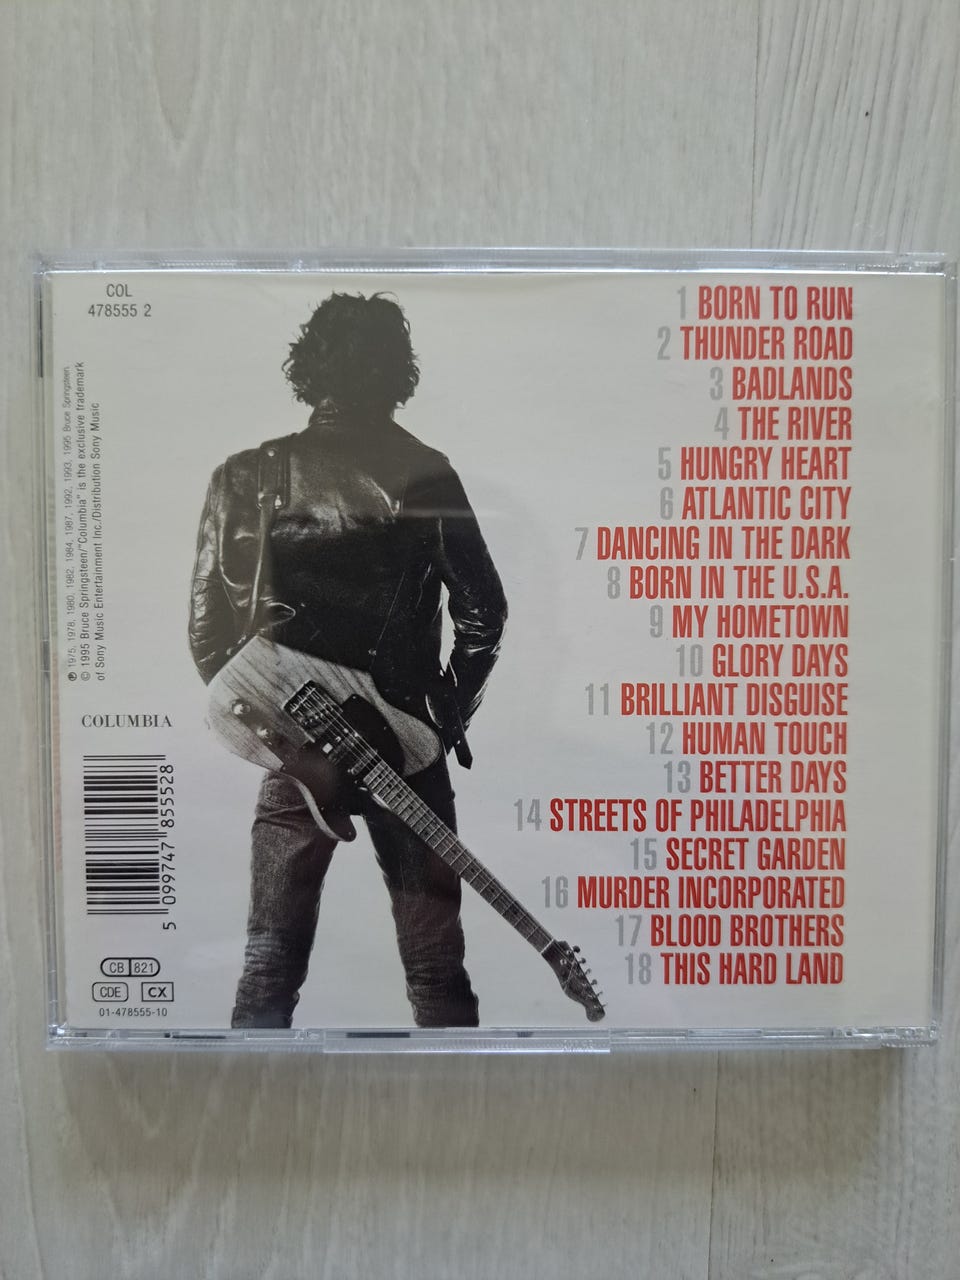 COL
478555 2
℗ 1975, 1978, 1980, 1982, 1984, 1987, 1992, 1993, 1995 Bruce Springsteen.
© 1995 Bruce Springsteen/"Columbia" is the exclusive trademark
of Sony Music Entertainment Inc./Distribution Sony Music
COLUMBIA
5 099747 855528
CB 821
CDE CX
01-478555-10
1 BORN TO RUN
2 THUNDER ROAD
3 BADLANDS
4 THE RIVER
5 HUNGRY HEART
6 ATLANTIC CITY
7 DANCING IN THE DARK
8 BORN IN THE U.S.A.
9 MY HOMETOWN
10 GLORY DAYS
11 BRILLIANT DISGUISE
12 HUMAN TOUCH
13 BETTER DAYS
14 STREETS OF PHILADELPHIA
15 SECRET GARDEN
16 MURDER INCORPORATED
17 BLOOD BROTHERS
18 THIS HARD LAND